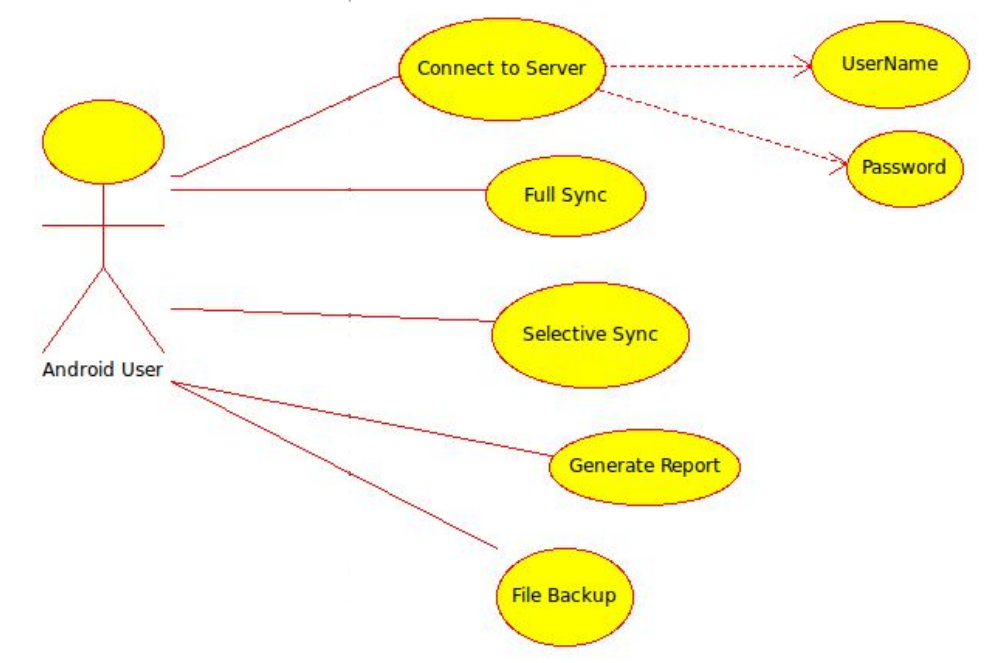 Connect to Server
UserName
Password
Full Sync
Selective Sync
Android User
Generate Report
File Backup